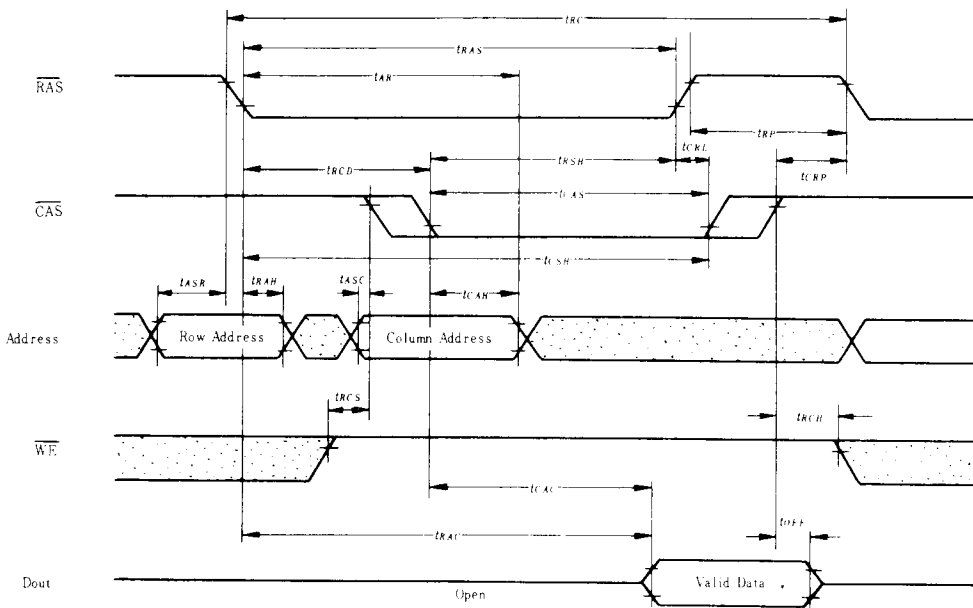 tRC
tRAS
tAR
RAS
tRP
tCRL
tRSH
tRCD
tCRP
CAS
tCAS
tCSH
tASR
tRAH
tASC
tCAH
Address
Row Address
Column Address
tRCS
tRCH
WE
tCAC
tOFF
tRAC
Dout
Open
Valid Data